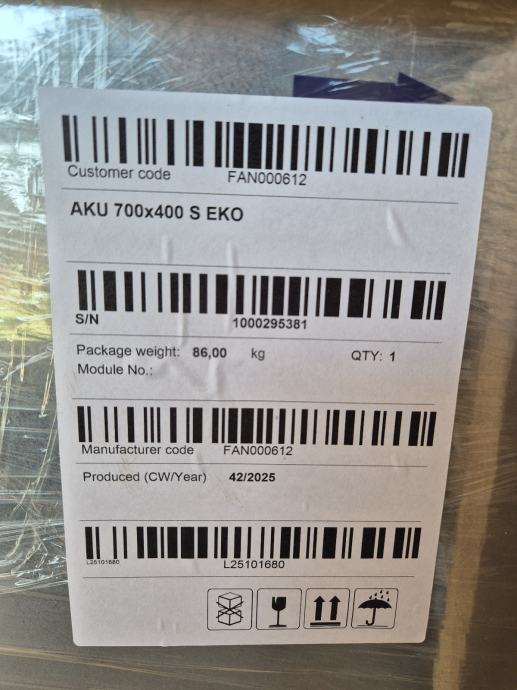 Customer code FAN000612
AKU 700x400 S EKO
S/N 1000295381
Package weight: 86,00 kg QTY: 1
Module No.:
Manufacturer code FAN000612
Produced (CW/Year) 42/2025
L25101680 L25101680